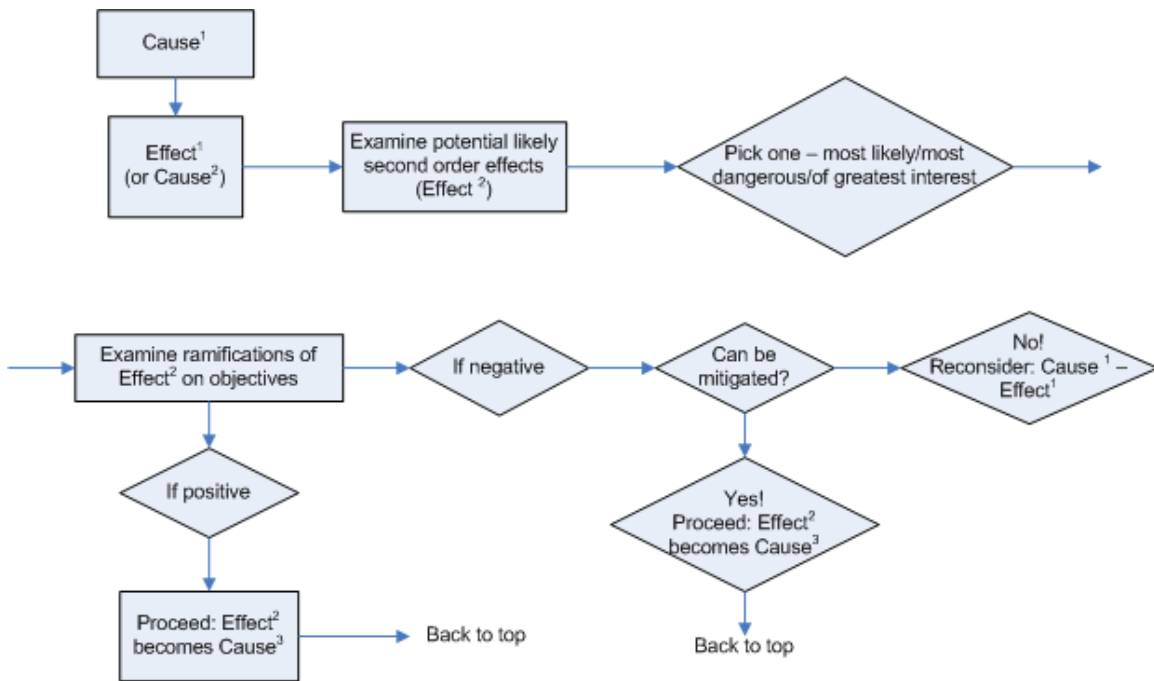 Cause¹
Effect¹
(or Cause²)
Examine potential likely
second order effects
(Effect ²)
Pick one – most likely/most
dangerous/of greatest interest
Examine ramifications of
Effect² on objectives
If negative
Can be
mitigated?
No!
Reconsider: Cause ¹ –
Effect¹
If positive
Yes!
Proceed: Effect²
becomes Cause³
Proceed: Effect²
becomes Cause³
Back to top
Back to top